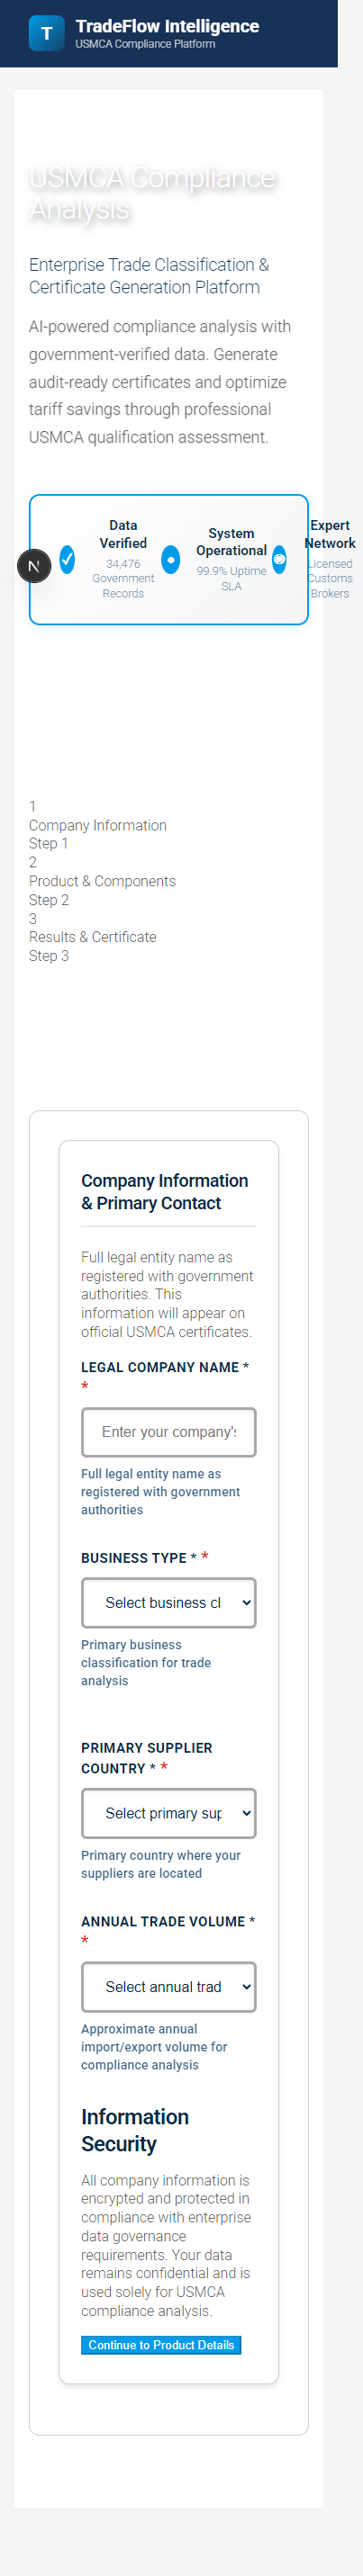 T
TradeFlow Intelligence
USMCA Compliance Platform
USMCA Compliance
Analysis
Enterprise Trade Classification &
Certificate Generation Platform
AI-powered compliance analysis with
government-verified data. Generate
audit-ready certificates and optimize
tariff savings through professional
USMCA qualification assessment.
N
✓
Data
Verified
34,476
Government
Records
●
System
Operational
99.9% Uptime
SLA
Expert
Network
Licensed
Customs
Brokers
1
Company Information
Step 1
2
Product & Components
Step 2
3
Results & Certificate
Step 3
Company Information
& Primary Contact
Full legal entity name as
registered with government
authorities. This
information will appear on
official USMCA certificates.
LEGAL COMPANY NAME *
*
Enter your company's
Full legal entity name as
registered with government
authorities
BUSINESS TYPE * *
Select business cl
Primary business
classification for trade
analysis
PRIMARY SUPPLIER
COUNTRY * *
Select primary sup
Primary country where your
suppliers are located
ANNUAL TRADE VOLUME *
*
Select annual trad
Approximate annual
import/export volume for
compliance analysis
Information
Security
All company information is
encrypted and protected in
compliance with enterprise
data governance
requirements. Your data
remains confidential and is
used solely for USMCA
compliance analysis.
Continue to Product Details